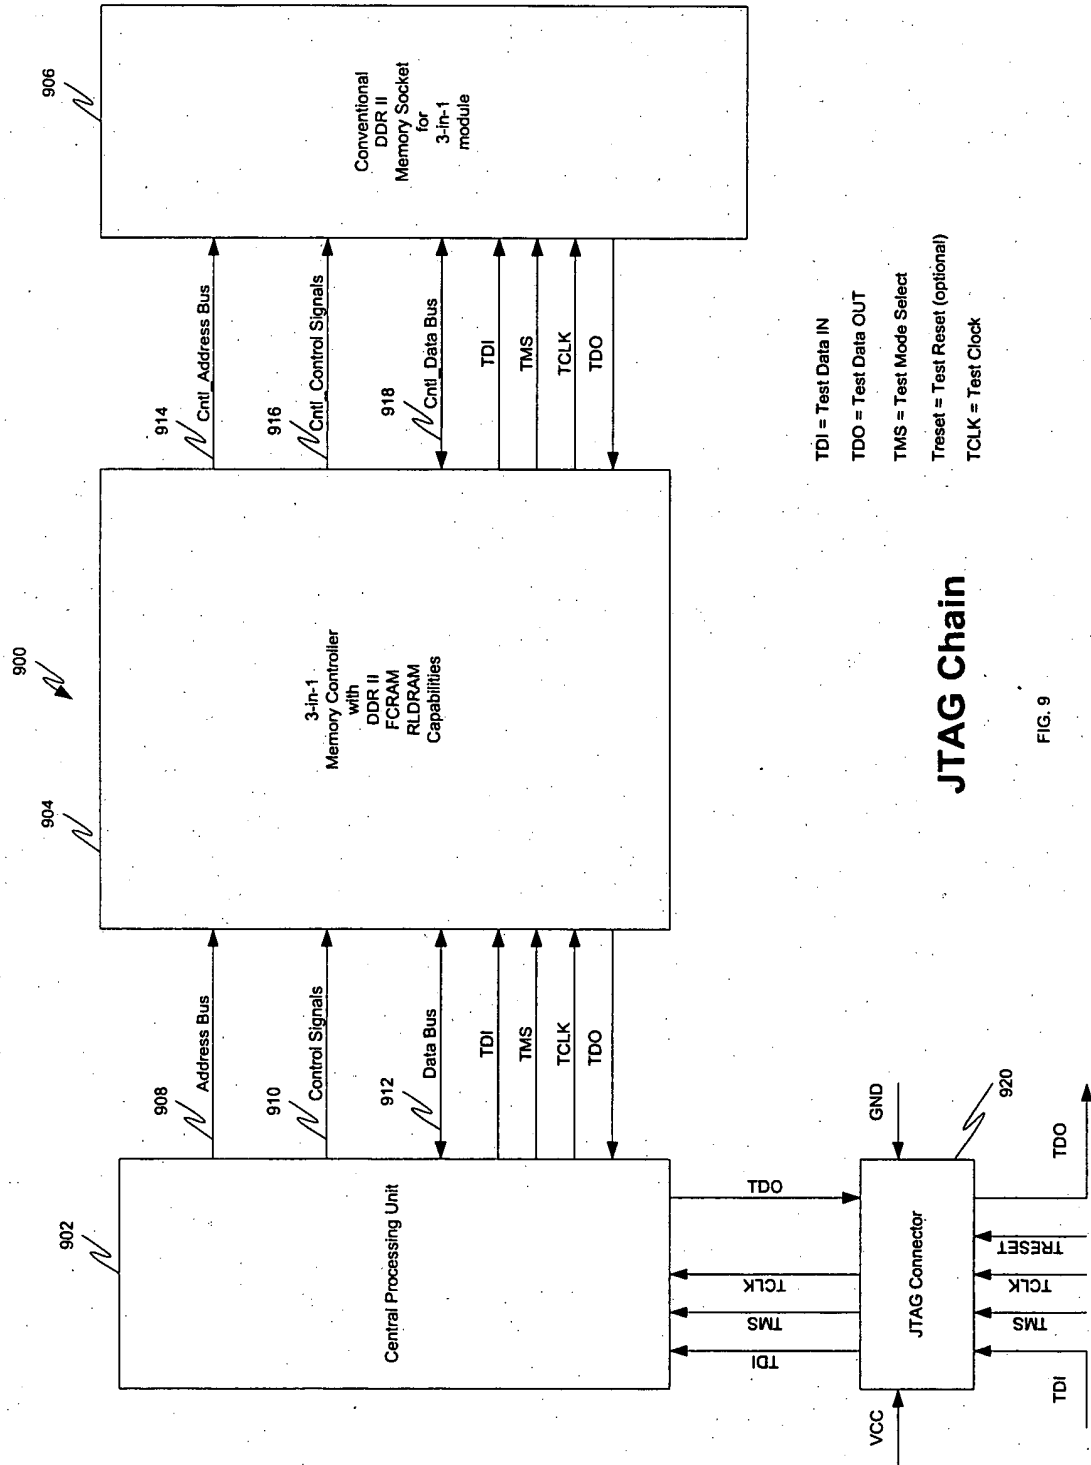 900
902
Central Processing Unit
908
Address Bus
910
Control Signals
912
Data Bus
TDI
TMS
TCLK
TDO
904
3-in-1
Memory Controller
with
DDR II
FCRAM
RLDRAM
Capabilities
914
Cntl_Address Bus
916
Cntl_Control Signals
918
Cntl_Data Bus
TDI
TMS
TCLK
TDO
906
Conventional
DDR II
Memory Socket
for
3-in-1
module
TDI
TMS
TCLK
TDO
VCC
JTAG Connector
GND
920
TDI
TMS
TCLK
TRESET
TDO
TDI = Test Data IN
TDO = Test Data OUT
TMS = Test Mode Select
Treset = Test Reset (optional)
TCLK = Test Clock
JTAG Chain
FIG. 9